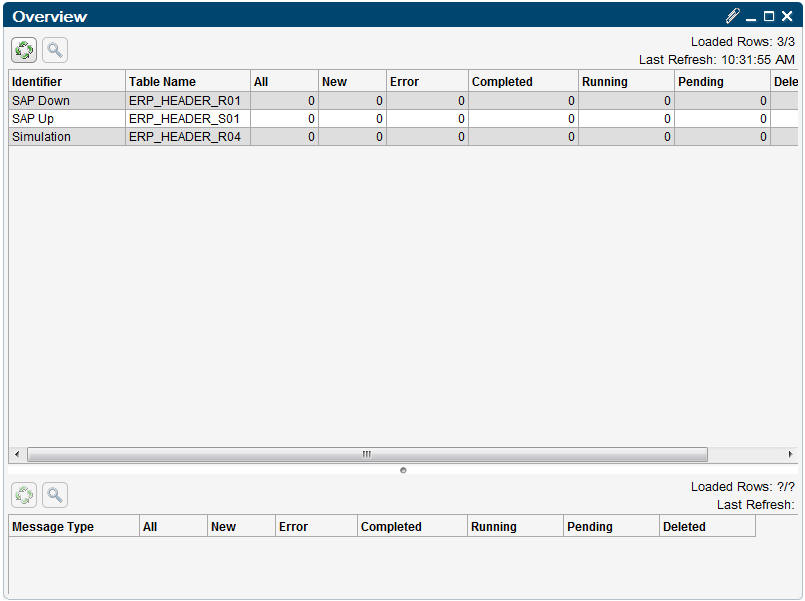 Overview
Loaded Rows: 3/3
Last Refresh: 10:31:55 AM
Identifier Table Name All New Error Completed Running Pending Dele
SAP Down ERP_HEADER_R01 0 0 0 0 0 0
SAP Up ERP_HEADER_S01 0 0 0 0 0 0
Simulation ERP_HEADER_R04 0 0 0 0 0 0
Loaded Rows: ?/?
Last Refresh:
Message Type All New Error Completed Running Pending Deleted